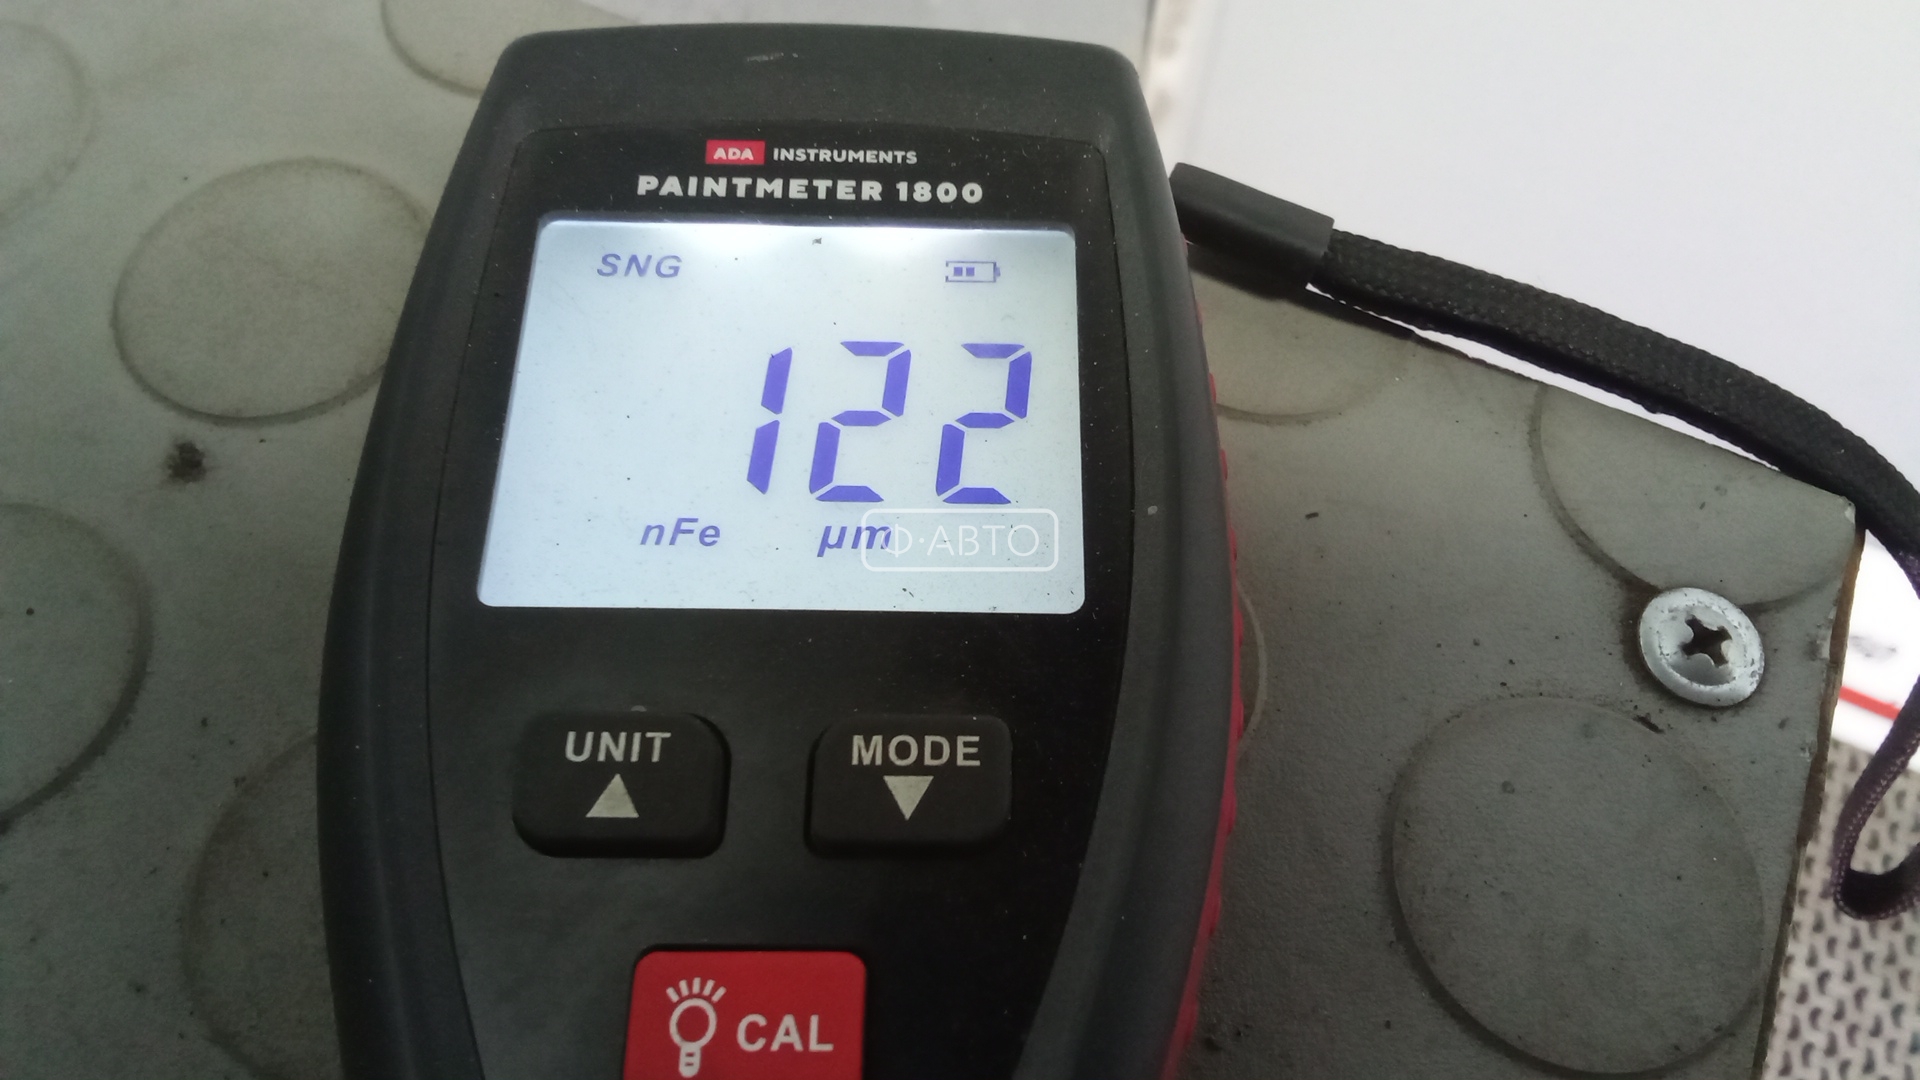 ADA INSTRUMENTS
PAINTMETER 1800
SNG
122
nFe µm
Ф·АВТО
UNIT MODE
CAL